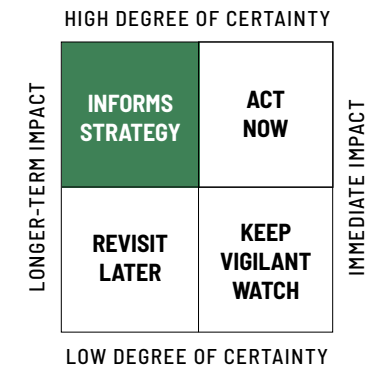 HIGH DEGREE OF CERTAINTY
LONGER-TERM IMPACT
INFORMS
STRATEGY
ACT
NOW
IMMEDIATE IMPACT
REVISIT
LATER
KEEP
VIGILANT
WATCH
LOW DEGREE OF CERTAINTY